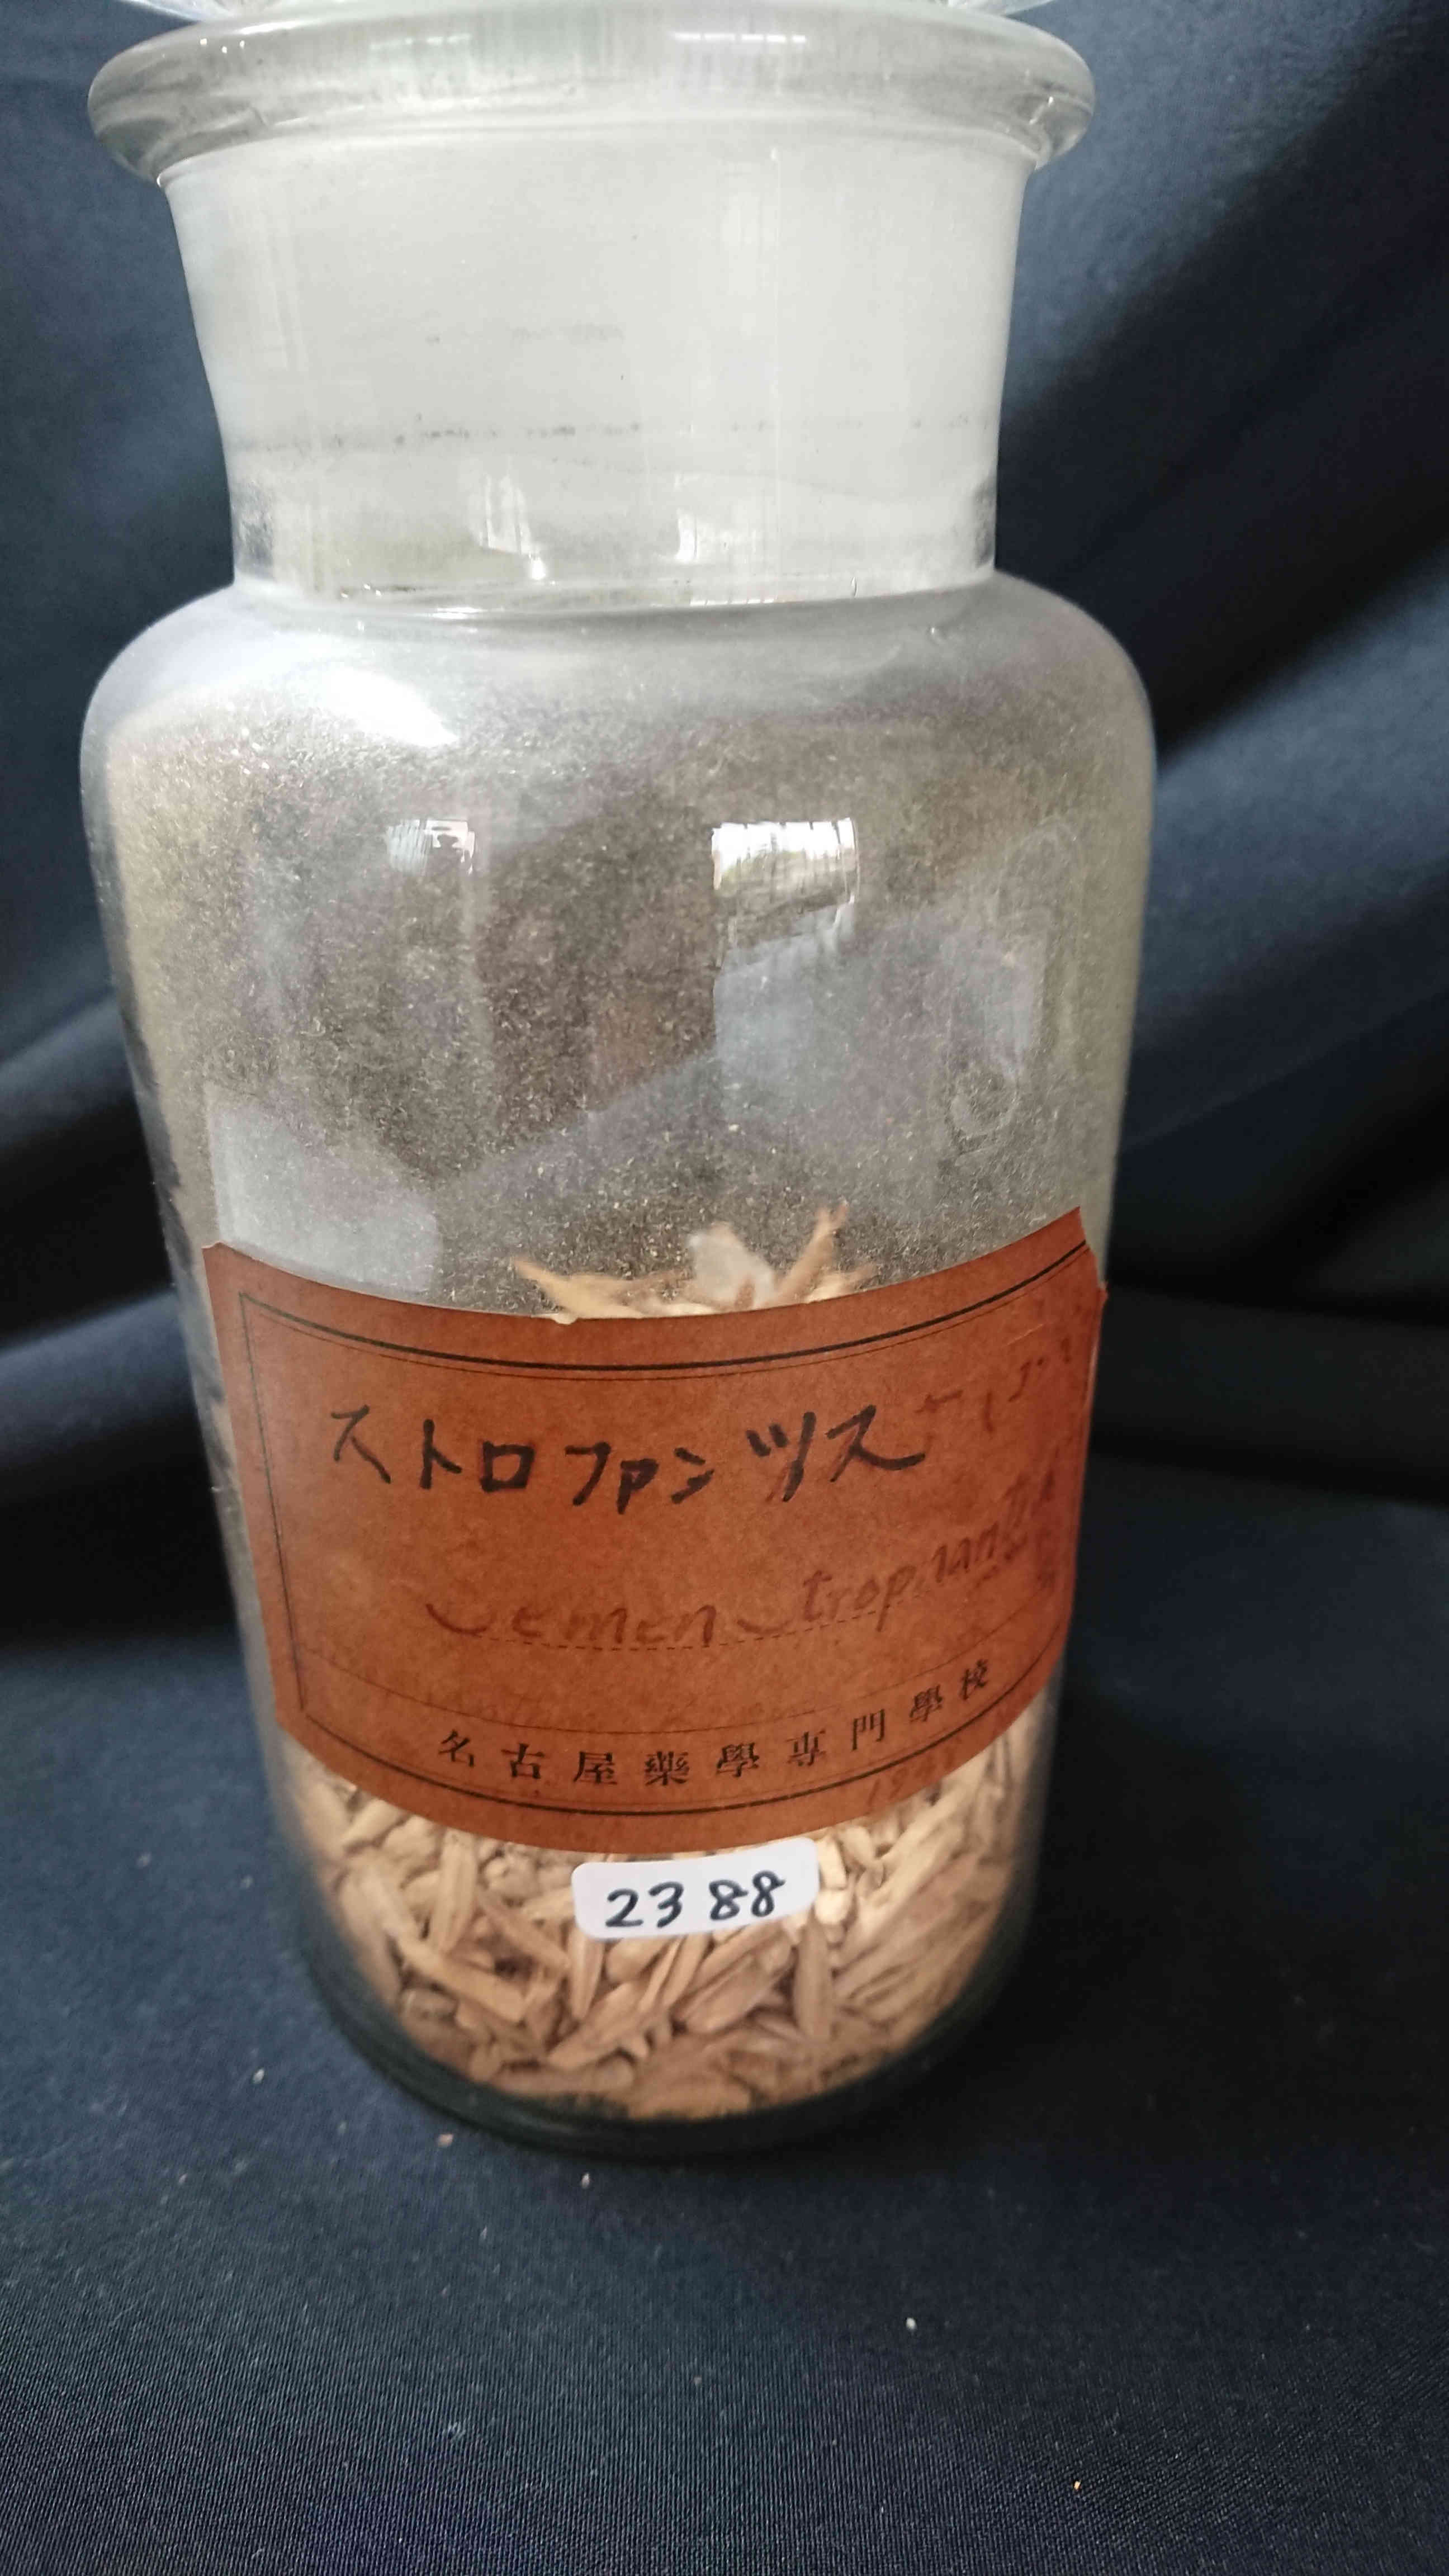 ストロファンツス
Semen Strophanthi
名古屋藥學専門學校
2388